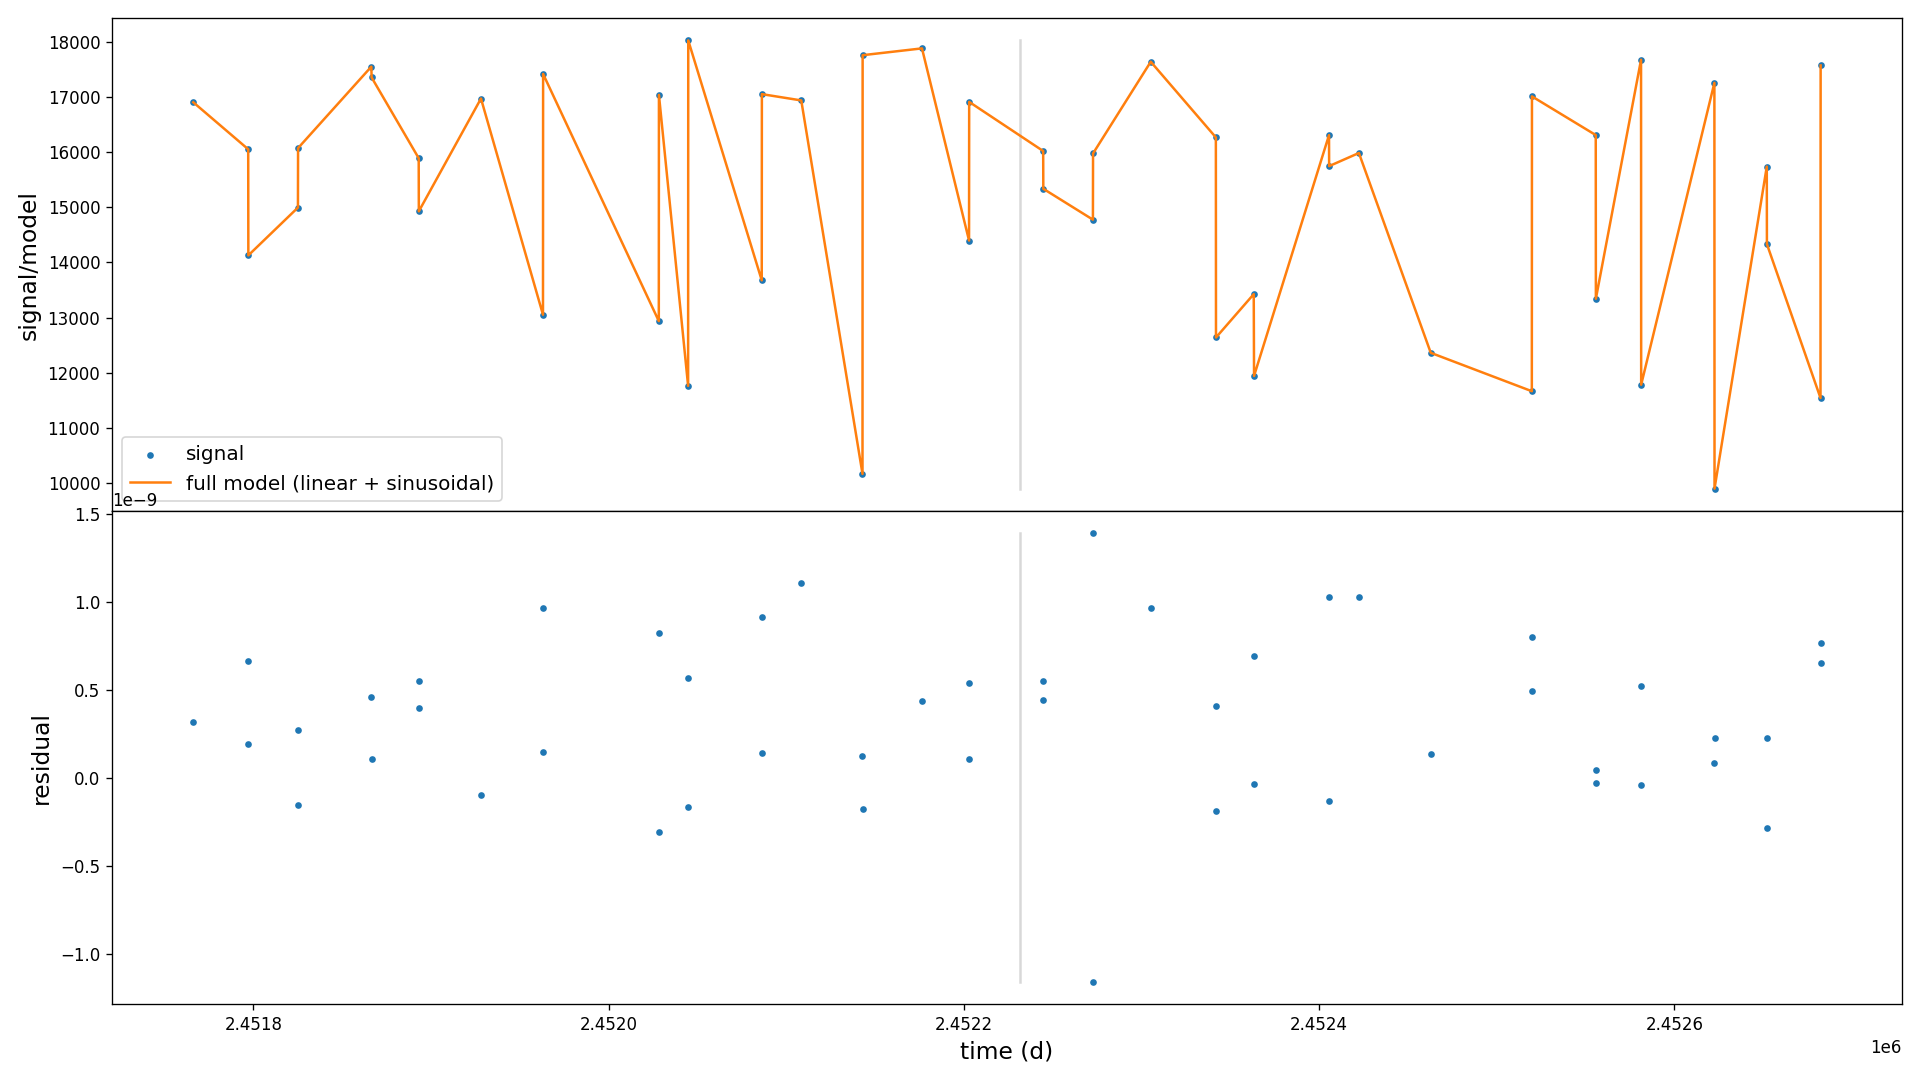 18000
17000
16000
15000
14000
13000
12000
11000
10000
signal/model
signal
full model (linear + sinusoidal)
1e−9
1.5
1.0
0.5
0.0
−0.5
−1.0
residual
2.4518 2.4520 2.4522 2.4524 2.4526
1e6
time (d)